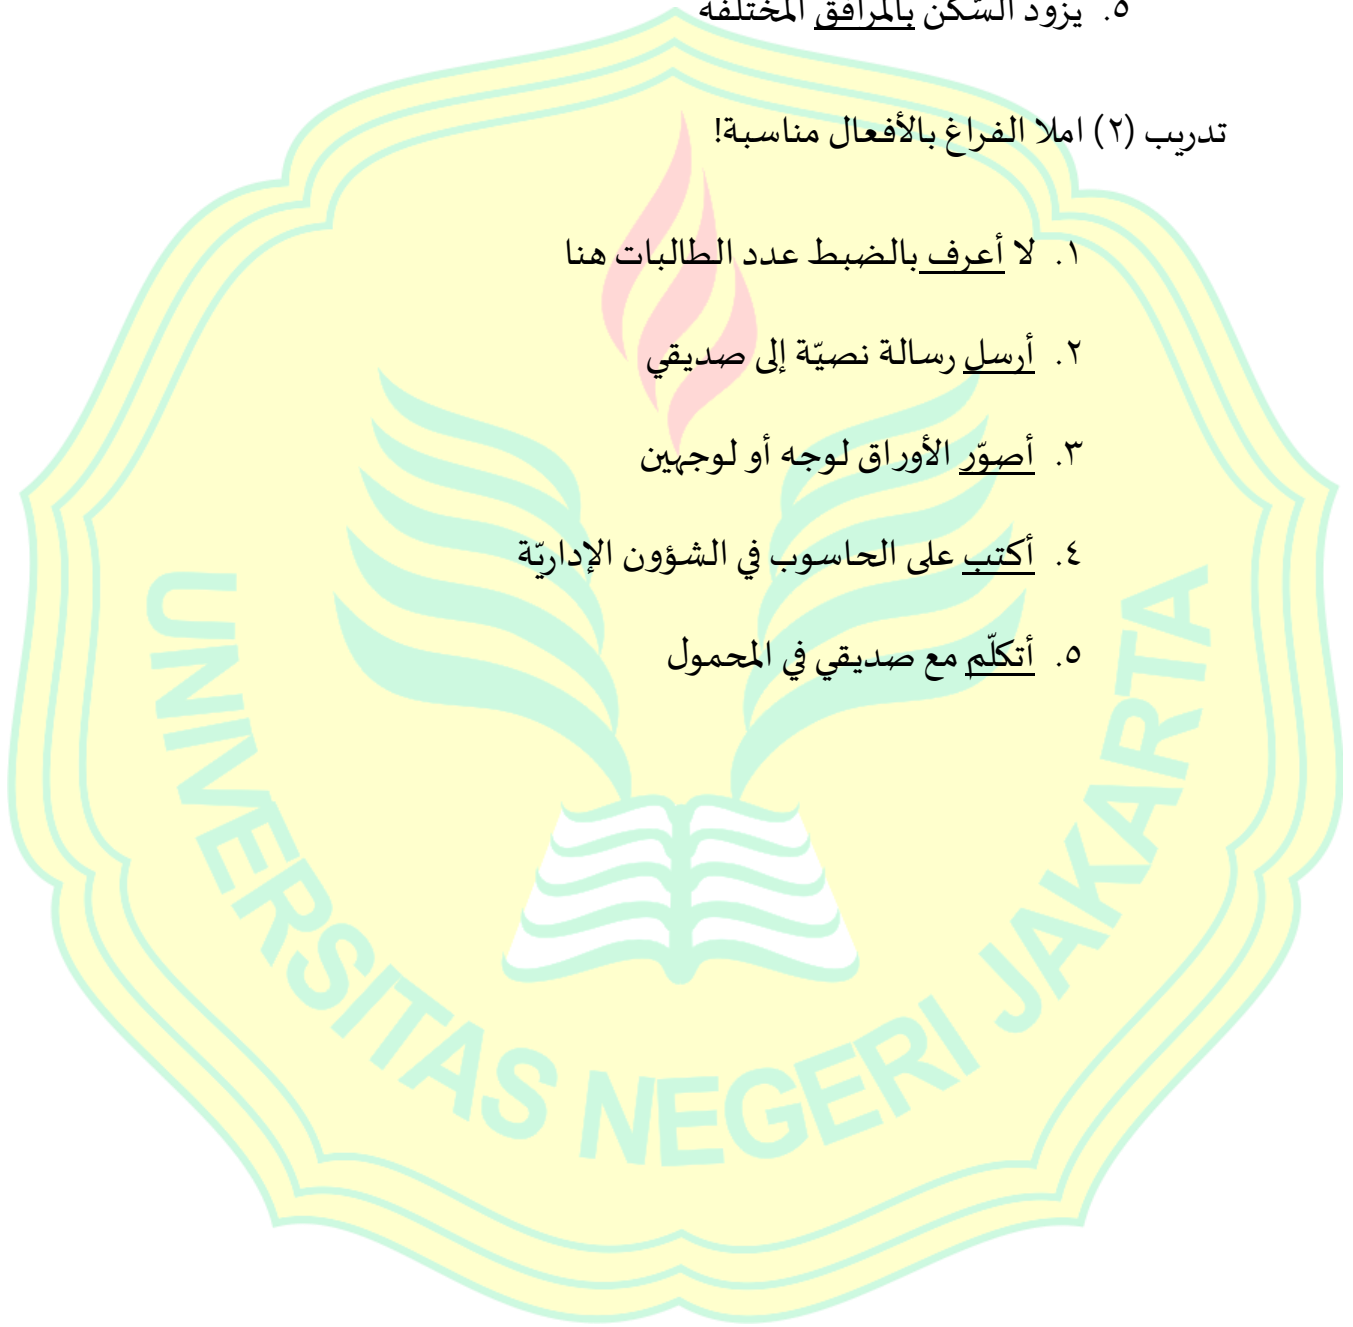 ٥. يزود السّكن بالمرافق المختلفة
تدريب (٢) املا الفراغ بالأفعال مناسبة!
١. لا أعرف بالضبط عدد الطالبات هنا
٢. أرسل رسالة نصيّة إلى صديقي
٣. أصوّر الأوراق لوجه أو لوجهين
٤. أكتب على الحاسوب في الشؤون الإداريّة
٥. أتكلّم مع صديقي في المحمول
UNIVERSITAS NEGERI JAKARTA